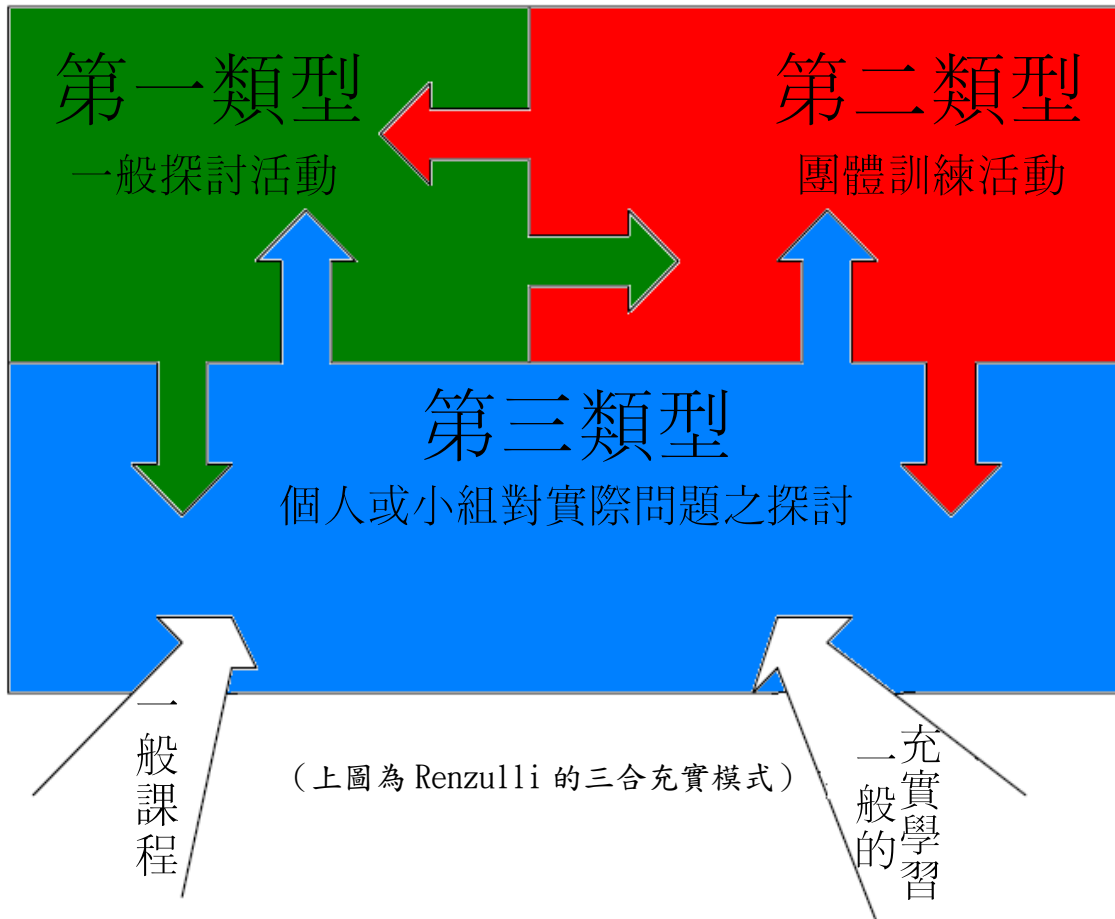 第一類型
一般探討活動
第二類型
團體訓練活動
第三類型
個人或小組對實際問題之探討
一般課程
（上圖為 Renzulli 的三合充實模式）
一般的
充實學習